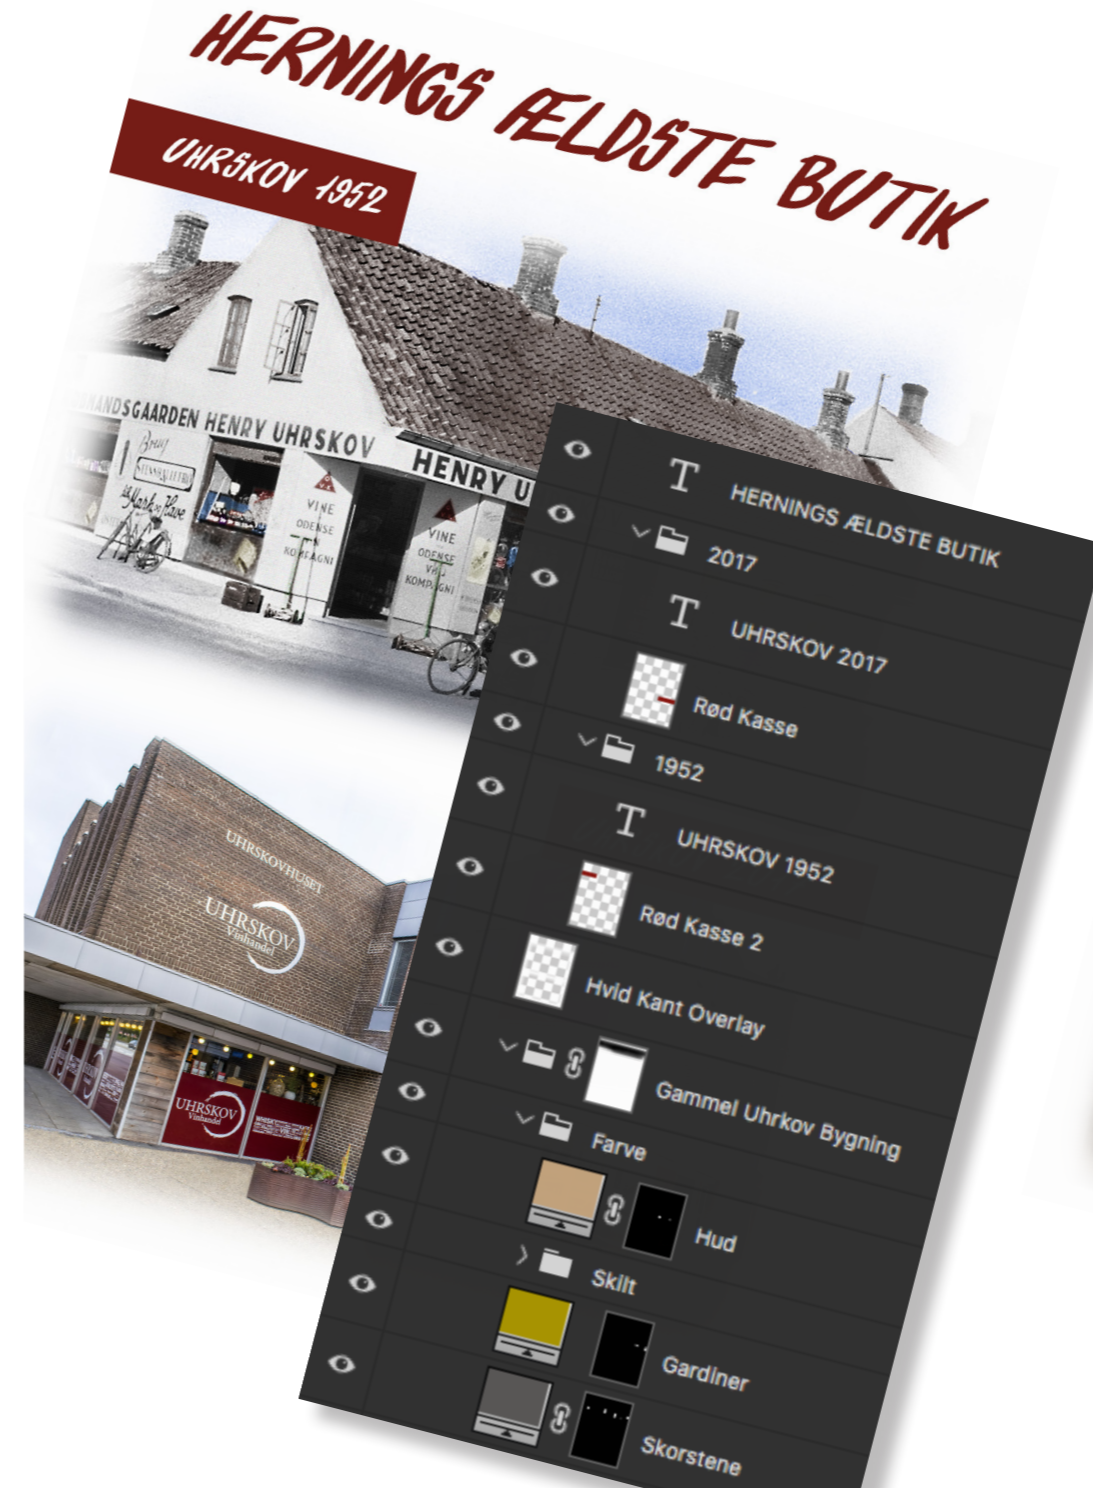 HERNINGS ÆLDSTE BUTIK
UHRSKOV 1952
MANDSGAARDEN HENRY UHRSKOV
HENRY U
Brug
VINE
ODENSE
KOMPAGNI
VINE
ODENSE
VIN
KOMPAGNI
UHRSKOVHUSET
UHRSKOV
Vinhandel
UHRSKOV
Vinhandel
HERNINGS ÆLDSTE BUTIK
2017
UHRSKOV 2017
Rød Kasse
1952
UHRSKOV 1952
Rød Kasse 2
Hvid Kant Overlay
Gammel Uhrkov Bygning
Farve
Hud
Skilt
Gardiner
Skorstene